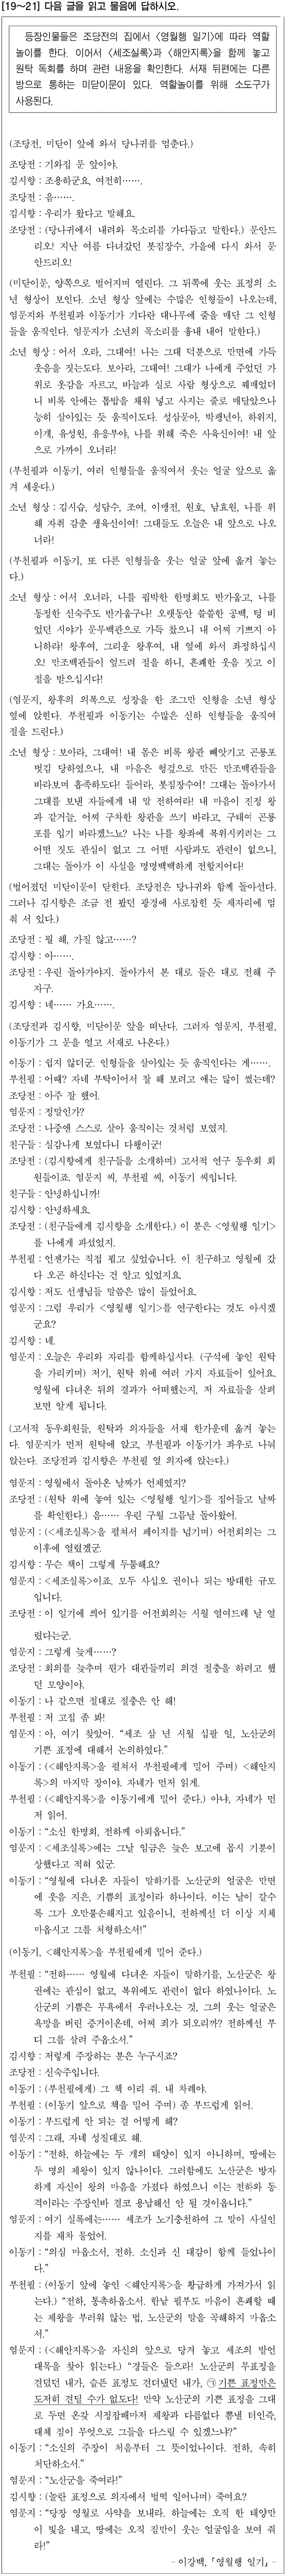 [19～21] 다음 글을 읽고 물음에 답하시오.
등장인물들은 조당전의 집에서 <영월행 일기>에 따라 역할
놀이를 한다. 이어서 <세조실록>과 <해안지록>을 함께 놓고
원탁 독회를 하며 관련 내용을 확인한다. 서재 뒤편에는 다른
방으로 통하는 미닫이문이 있다. 역할놀이를 위해 소도구가
사용된다.
(조당전, 미닫이 앞에 와서 당나귀를 멈춘다.)
조당전 : 기와집 문 앞이야.
김시향 : 조용하군요, 여전히…….
조당전 : 음…….
김시향 : 우리가 왔다고 말해요.
조당전 : (당나귀에서 내려와 목소리를 가다듬고 말한다.) 문안드
리오! 지난 여름 다녀갔던 붓짐장수, 가을에 다시 와서 문
안드리오!
(미닫이문, 양쪽으로 벌어지며 열린다. 그 뒤쪽에 웃는 표정의 소
년 형상이 보인다. 소년 형상 앞에는 수많은 인형들이 나오는데,
염문지와 부천필과 이동기가 기다란 대나무에 줄을 매단 그 인형
들을 움직인다. 염문지가 소년의 목소리를 흉내 내어 말한다.)
소년 형상 : 어서 오라, 그대여! 나는 그대 덕분으로 만면에 가득
웃음을 짓는도다. 보아라, 그대여! 그대가 나에게 주었던 가
위로 옷감을 자르고, 바늘과 실로 사람 형상으로 꿰매었더
니 비록 안에는 톱밥을 채워 넣고 사지는 줄로 매달았으나
능히 살아있는 듯 움직이도다. 성삼문아, 박팽년아, 하위지,
이개, 유성원, 유응부야, 나를 위해 죽은 사육신이여! 내 앞
으로 가까이 오너라!
(부천필과 이동기, 여러 인형들을 움직여서 웃는 얼굴 앞으로 옮
겨 세운다.)
소년 형상 : 김시습, 성담수, 조여, 이맹전, 원호, 남효원, 나를 위
해 자취 감춘 생육신이여! 그대들도 오늘은 내 앞으로 나오
너라!
(부천필과 이동기, 또 다른 인형들을 웃는 얼굴 앞에 옮겨 놓는
다.)
소년 형상 : 어서 오너라, 나를 핍박한 한명회도 반가웁고, 나를
동정한 신숙주도 반가웁구나! 오랫동안 쓸쓸한 공백, 텅 비
었던 시야가 문무백관으로 가득 찼으니 내 어찌 기쁘지 아
니하랴! 황후여, 그리운 황후여, 내 옆에 와서 좌정하십시
오! 만조백관들이 엎드려 절을 하니, 흔쾌한 웃음 짓고 이
절을 받으십시다!
(염문지, 황후의 의복으로 성장을 한 조그만 인형을 소년 형상
옆에 앉힌다. 부천필과 이동기는 수많은 신하 인형들을 움직여
절을 드린다.)
소년 형상 : 보아라, 그대여! 내 몸은 비록 왕관 빼앗기고 곤룡포
벗김 당하였으나, 내 마음은 헝겊으로 만든 만조백관들을
바라보며 흡족하도다! 들어라, 붓짐장수여! 그대는 돌아가서
그대를 보낸 자들에게 내 말 전하여라! 내 마음이 진정 왕
과 같거늘, 어찌 구차한 왕관을 쓰기 바라고, 구태여 곤룡
포를 입기 바라겠느뇨? 나는 나를 왕좌에 복위시키려는 그
어떤 짓도 관심이 없고 그 어떤 사람과도 관련이 없으니,
그대는 돌아가 이 사실을 명명백백하게 전할지어다!
(벌어졌던 미닫이문이 닫힌다. 조당전은 당나귀와 함께 돌아선다.
그러나 김시향은 조금 전 봤던 광경에 사로잡힌 듯 제자리에 멈
춰 서 있다.)
조당전 : 뭘 해, 가질 않고……?
김시향 : 아…….
조당전 : 우린 돌아가야지. 돌아가서 본 대로 들은 대로 전해 주
자구.
김시향 : 네…… 가요…….
(조당전과 김시향, 미닫이문 앞을 떠난다. 그러자 염문지, 부천필,
이동기가 그 문을 열고 서재로 나온다.)
이동기 : 쉽지 않더군. 인형들을 살아있는 듯 움직인다는 게…….
부천필 : 어때? 자네 부탁이어서 잘 해 보려고 애는 많이 썼는데?
조당전 : 아주 잘 했어.
염문지 : 정말인가?
조당전 : 나중엔 스스로 살아 움직이는 것처럼 보였지.
친구들 : 실감나게 보였다니 다행이군!
조당전 : (김시향에게 친구들을 소개하며) 고서적 연구 동우회 회
원들이죠. 염문지 씨, 부천필 씨, 이동기 씨입니다.
친구들 : 안녕하십니까!
김시향 : 안녕하세요.
조당전 : (친구들에게 김시향을 소개한다.) 이 분은 <영월행 일기>
를 나에게 파셨었지.
부천필 : 언젠가는 직접 뵙고 싶었습니다. 이 친구하고 영월에 갔
다 오곤 하신다는 건 알고 있었지요.
김시향 : 저도 선생님들 말씀은 많이 들었어요.
염문지 : 그럼 우리가 <영월행 일기>를 연구한다는 것도 아시겠
군요?
김시향 : 네.
염문지 : 오늘은 우리와 자리를 함께하십시다. (구석에 놓인 원탁
을 가리키며) 저기, 원탁 위에 여러 가지 자료들이 있어요.
영월에 다녀온 뒤의 결과가 어떠했는지, 저 자료들을 살펴
보면 알게 됩니다.
(고서적 동우회원들, 원탁과 의자들을 서재 한가운데 옮겨 놓는
다. 염문지가 먼저 원탁에 앉고, 부천필과 이동기가 좌우로 나눠
앉는다. 조당전과 김시향은 부천필 옆 의자에 앉는다.)
염문지 : 영월에서 돌아온 날짜가 언제였지?
조당전 : (원탁 위에 놓여 있는 <영월행 일기>를 집어들고 날짜
를 확인한다.) 음…… 우린 구월 그믐날 돌아왔어.
염문지 : (<세조실록>을 펼쳐서 페이지를 넘기며) 어전회의는 그
이후에 열렸겠군.
김시향 : 무슨 책이 그렇게 두툼해요?
염문지 : <세조실록>이죠. 모두 사십오 권이나 되는 방대한 규모
입니다.
조당전 : 이 일기에 씌어 있기를 어전회의는 시월 열여드레 날 열
렸다는군.
염문지 : 그렇게 늦게……?
조당전 : 회의를 늦추며 뭔가 대관들끼리 의견 절충을 하려고 했
던 모양이야.
이동기 : 나 같으면 절대로 절충은 안 해!
부천필 : 저 고집 좀 봐!
염문지 : 아, 여기 찾았어. “세조 삼 년 시월 십팔 일, 노산군의
기쁜 표정에 대해서 논의하였다.”
이동기 : (<해안지록>을 펼쳐서 부천필에게 밀어 주며) <해안지
록>의 마지막 장이야. 자네가 먼저 읽게.
부천필 : (<해안지록>을 이동기에게 밀어 준다.) 아냐, 자네가 먼
저 읽어.
이동기 : “소신 한명회, 전하께 아뢰옵니다.”
염문지 : <세조실록>에는 그날 임금은 늦은 보고에 몹시 기분이
상했다고 적혀 있군.
이동기 : “영월에 다녀온 자들이 말하기를 노산군의 얼굴은 만면
에 웃음 지은, 기쁨의 표정이라 하나이다. 이는 날이 갈수
록 그가 오만불손해지고 있음이니, 전하께선 더 이상 지체
마옵시고 그를 처형하소서!”
(이동기, <해안지록>을 부천필에게 밀어 준다.)
부천필 : “전하…… 영월에 다녀온 자들이 말하기를, 노산군은 왕
권에는 관심이 없고, 복위에도 관련이 없다 하였나이다. 노
산군의 기쁨은 무욕에서 우러나오는 것, 그의 웃는 얼굴은
욕망을 버린 증거이온데, 어찌 죄가 되오리까? 전하께선 부
디 그를 살려 주옵소서.”
김시향 : 저렇게 주장하는 분은 누구시죠?
조당전 : 신숙주입니다.
이동기 : (부천필에게) 그 책 이리 줘. 내 차례야.
부천필 : (이동기 앞으로 책을 밀어 주며) 좀 부드럽게 읽어.
이동기 : 부드럽게 안 되는 걸 어떻게 해?
염문지 : 그래, 자네 성질대로 해.
이동기 : “전하, 하늘에는 두 개의 태양이 있지 아니하며, 땅에는
두 명의 제왕이 있지 않나이다. 그러함에도 노산군은 방자
하게 자신이 왕의 마음을 가졌다 하였으니 이는 전하와 동
격이라는 주장인바 결코 용납해선 안 될 것이옵니다.”
염문지 : 여기 실록에는…… 세조가 노기충천하여 그 말이 사실인
지를 재차 물었어.
이동기 : “의심 마옵소서, 전하. 소신과 신 대감이 함께 들었나이
다.”
부천필 : (이동기 앞에 놓인 <해안지록>을 황급하게 가져가서 읽
는다.) “전하, 통촉하옵소서. 한낱 필부도 마음이 흔쾌할 때
는 제왕을 부러워 않는 법, 노산군의 말을 곡해하지 마옵소
서.”
염문지 : (<해안지록>을 자신의 앞으로 당겨 놓고 세조의 발언
대목을 찾아 읽는다.) “경들은 들으라! 노산군의 무표정을
견뎠던 내가, 슬픈 표정도 견뎌냈던 내가, ㉠기쁜 표정만은
도저히 견딜 수가 없도다! 만약 노산군의 기쁜 표정을 그대
로 두면 온갖 시정잡배마저 제왕과 다름없다 뽐낼 터인즉,
대체 짐이 무엇으로 그들을 다스릴 수 있겠느냐?”
이동기 : “소신의 주장이 처음부터 그 뜻이었나이다. 전하, 속히
처단하소서.”
염문지 : “노산군을 죽여라!”
김시향 : (놀란 표정으로 의자에서 벌떡 일어나며) 죽여요?
염문지 : “당장 영월로 사약을 보내라. 하늘에는 오직 한 태양만
이 빛을 내고, 땅에는 오직 짐만이 웃는 얼굴임을 보여 줘
라!”
- 이강백, 「영월행 일기」 -